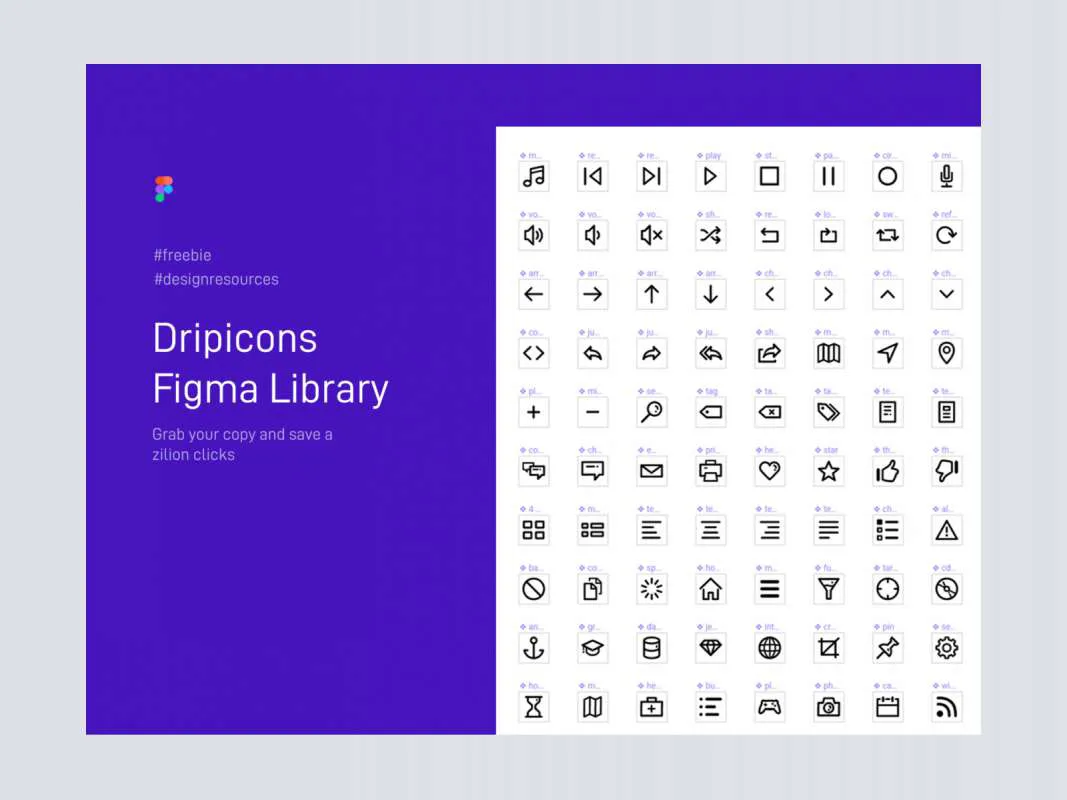 #freebie
#designresources
Dripicons
Figma Library
Grab your copy and save a
zilion clicks
m... re... re... play st... pa... cir... mi...
vo... vo... vo... sh... re... lo... sw... ref...
arr... arr... arr... arr... ch... ch... ch... ch...
co... ju... ju... ju... sh... m... m... m...
pl... mi... se... tag ta... ta... te... te...
co... ch... e... pri... he... star th... th...
4 ... m... te... te... te... te... ch... al...
ba... co... sp... ho... m... fu... tar... cd...
an... gr... da... je... int... cr... pin se...
ho... m... he... bu... pl... ph... ca... wi...